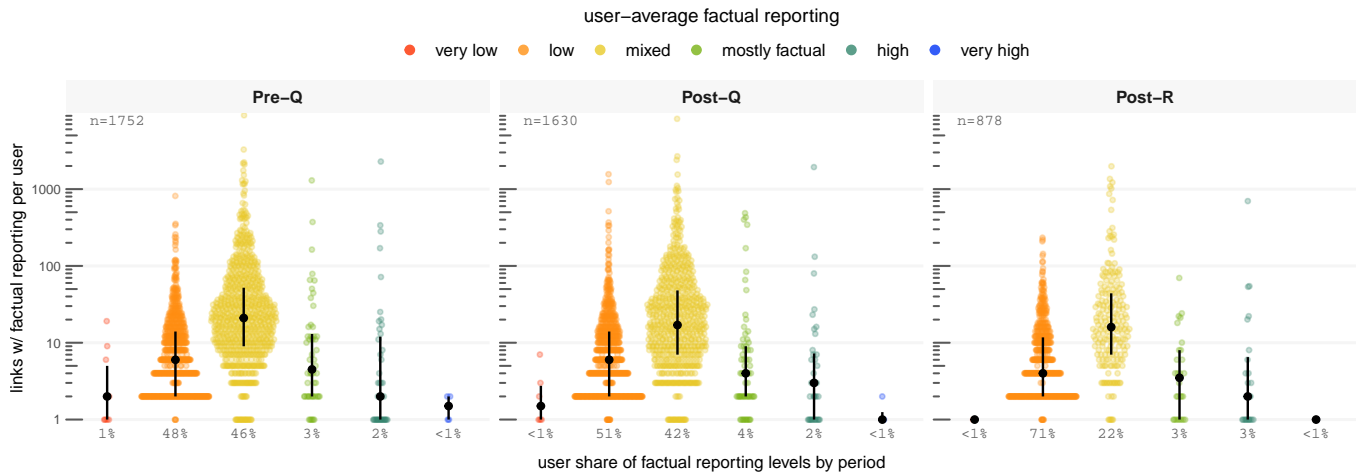 user−average factual reporting
very low low mixed mostly factual high very high
Pre−Q Post−Q Post−R
n=1752 n=1630 n=878
links w/ factual reporting per user
1000
100
10
1
1% 48% 46% 3% 2% <1% <1% 51% 42% 4% 2% <1% <1% 71% 22% 3% 3% <1%
user share of factual reporting levels by period